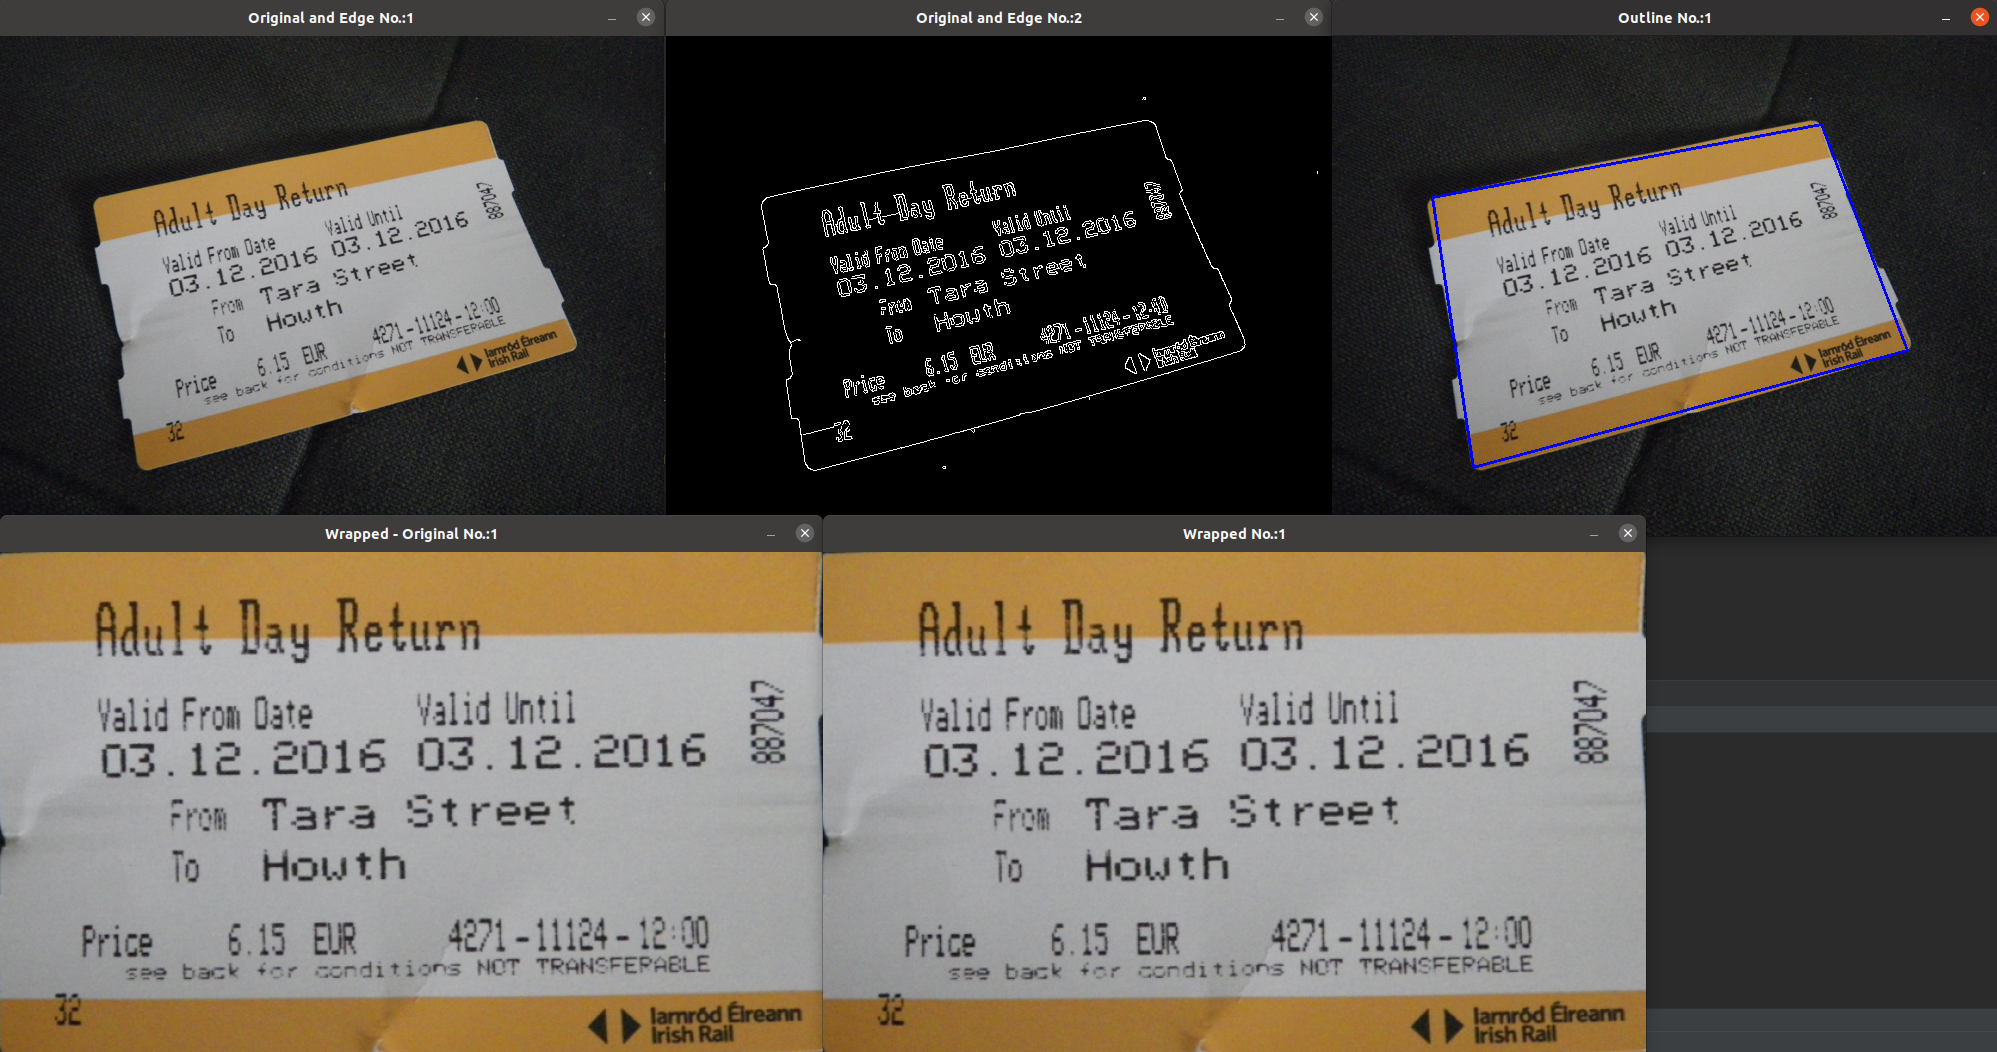 Original and Edge No.:1
Adult Day Return
Valid From Date Valid Until
03.12.2016 03.12.2016
887047
From Tara Street
To Howth
Price 6.15 EUR 4271-11124-12:00
see back for conditions NOT TRANSFERABLE
32
Iarnród Éireann
Irish Rail
Original and Edge No.:2
Adult Day Return
Valid From Date Valid Until
03.12.2016 03.12.2016
887047
From Tara Street
To Howth
Price 6.15 EUR 4271-11124-12:00
see back for conditions NOT TRANSFERABLE
32
Outline No.:1
Adult Day Return
Valid From Date Valid Until
03.12.2016 03.12.2016
887047
From Tara Street
To Howth
Price 6.15 EUR 4271-11124-12:00
see back for conditions NOT TRANSFERABLE
32
Iarnród Éireann
Irish Rail
Wrapped - Original No.:1
Adult Day Return
Valid From Date Valid Until
03.12.2016 03.12.2016
887047
From Tara Street
To Howth
Price 6.15 EUR 4271-11124-12:00
see back for conditions NOT TRANSFERABLE
32
Iarnród Éireann
Irish Rail
Wrapped No.:1
Adult Day Return
Valid From Date Valid Until
03.12.2016 03.12.2016
887047
From Tara Street
To Howth
Price 6.15 EUR 4271-11124-12:00
see back for conditions NOT TRANSFERABLE
32
Iarnród Éireann
Irish Rail